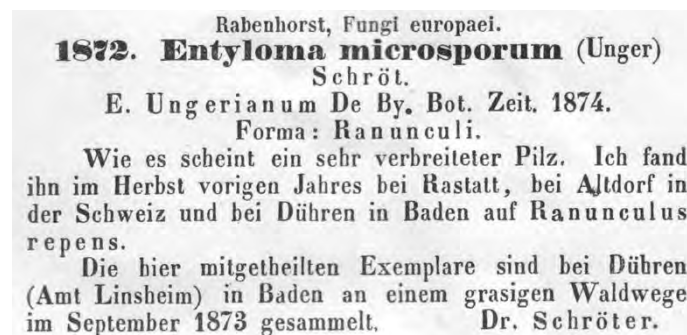 Rabenhorst, Fungi europaei.
1872. Entyloma microsporum (Unger)
Schröt.
E. Ungerianum De By. Bot. Zeit. 1874.
Forma: Ranunculi.
Wie es scheint ein sehr verbreiteter Pilz. Ich fand
ihn im Herbst vorigen Jahres bei Rastatt, bei Altdorf in
der Schweiz und bei Dühren in Baden auf Ranunculus
repens.
Die hier mitgetheilten Exemplare sind bei Dühren
(Amt Linsheim) in Baden an einem grasigen Waldwege
im September 1873 gesammelt. Dr. Schröter.